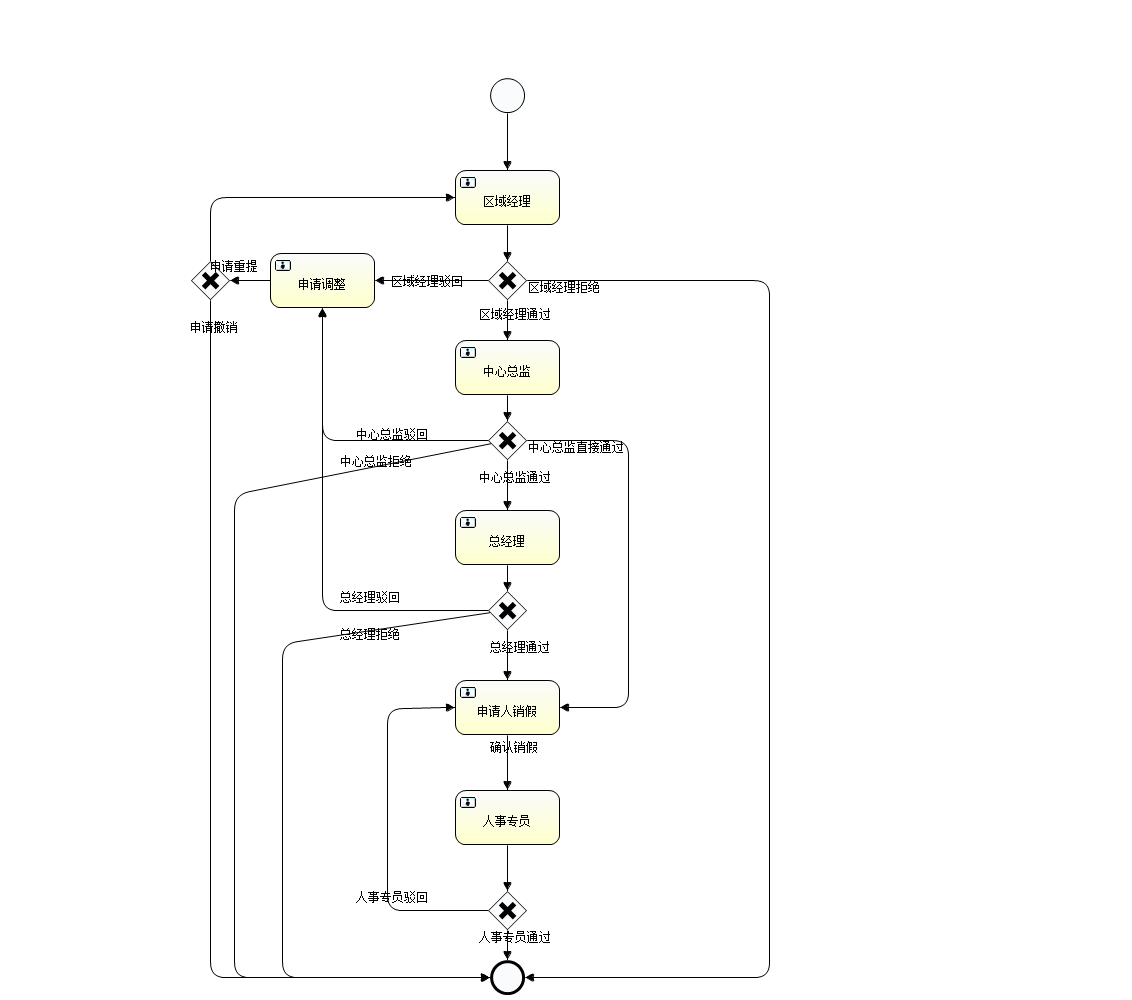 区域经理
申请重提
申请调整
区域经理驳回
区域经理拒绝
区域经理通过
申请撤销
中心总监
中心总监驳回
中心总监直接通过
中心总监拒绝
中心总监通过
总经理
总经理驳回
总经理拒绝
总经理通过
申请人销假
确认销假
人事专员
人事专员驳回
人事专员通过